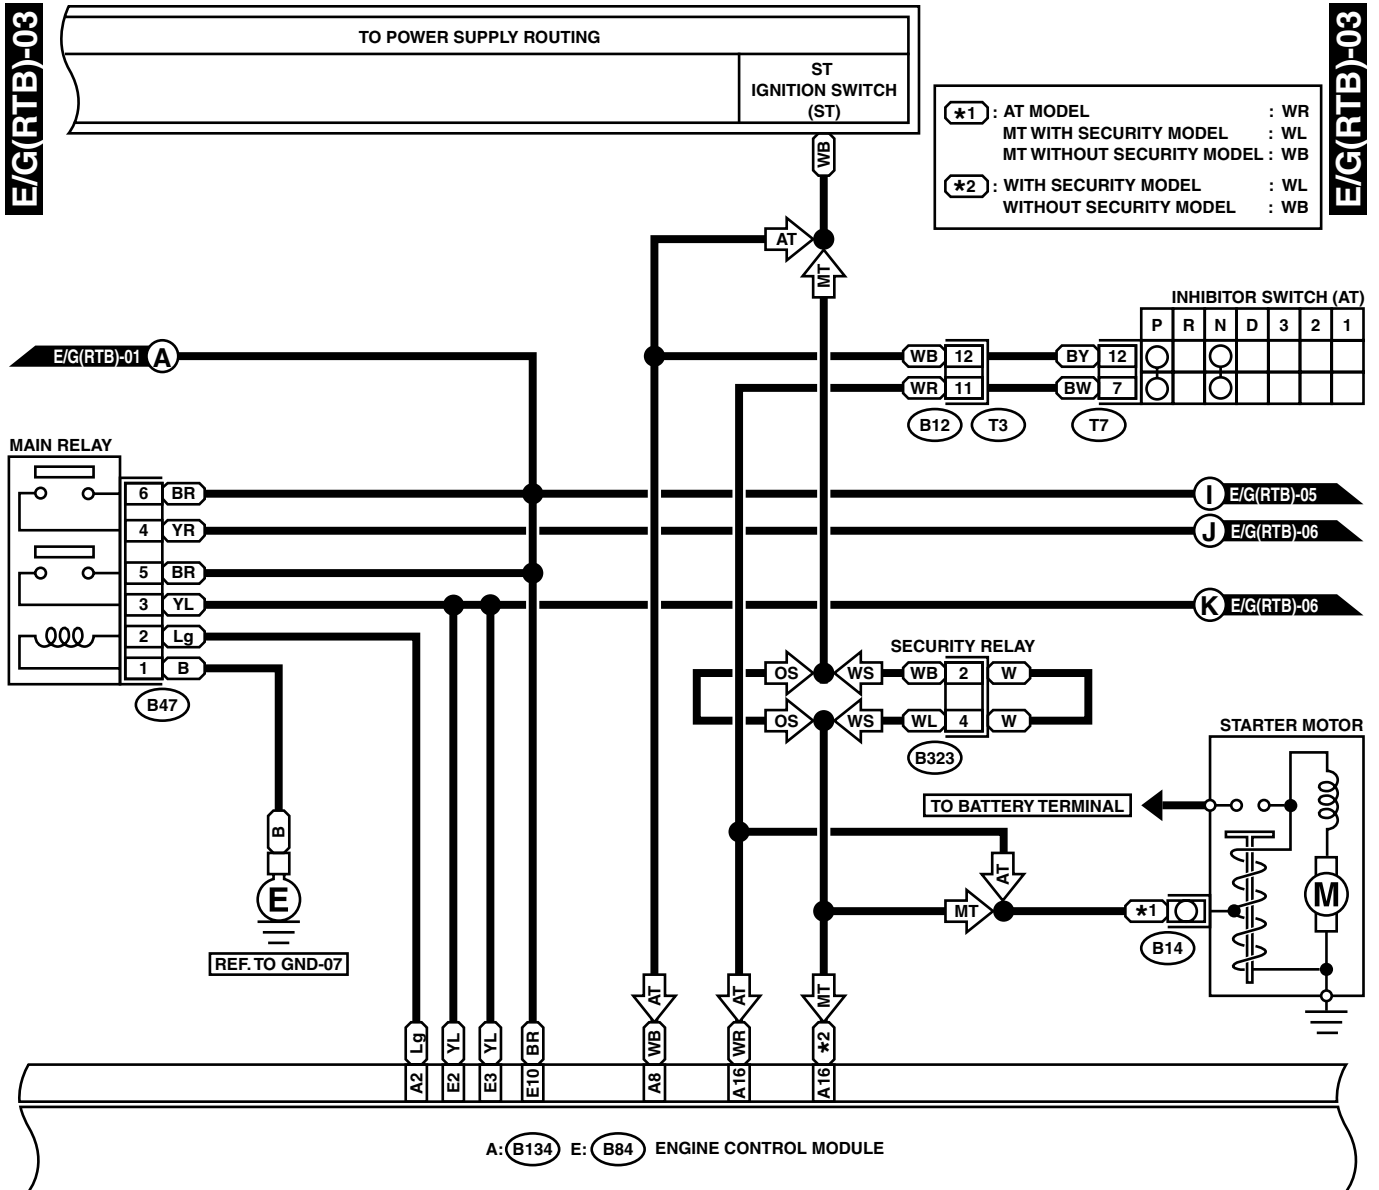 E/G(RTB)-03
E/G(RTB)-03
TO POWER SUPPLY ROUTING
ST
IGNITION SWITCH
(ST)
WB
*1 : AT MODEL : WR
MT WITH SECURITY MODEL : WL
MT WITHOUT SECURITY MODEL : WB
*2 : WITH SECURITY MODEL : WL
WITHOUT SECURITY MODEL : WB
AT
MT
INHIBITOR SWITCH (AT)
P R N D 3 2 1
E/G(RTB)-01 A
WB 12 BY 12
WR 11 BW 7
B12 T3 T7
MAIN RELAY
6 BR
I E/G(RTB)-05
4 YR
J E/G(RTB)-06
5 BR
3 YL
K E/G(RTB)-06
2 Lg
1 B
B47
SECURITY RELAY
OS WS WB 2 W
OS WS WL 4 W
B323
STARTER MOTOR
TO BATTERY TERMINAL
B
E
REF. TO GND-07
AT
MT
*1
B14
M
AT AT MT
Lg YL YL BR WB WR *2
A2 E2 E3 E10 A8 A16 A16
A: B134 E: B84 ENGINE CONTROL MODULE